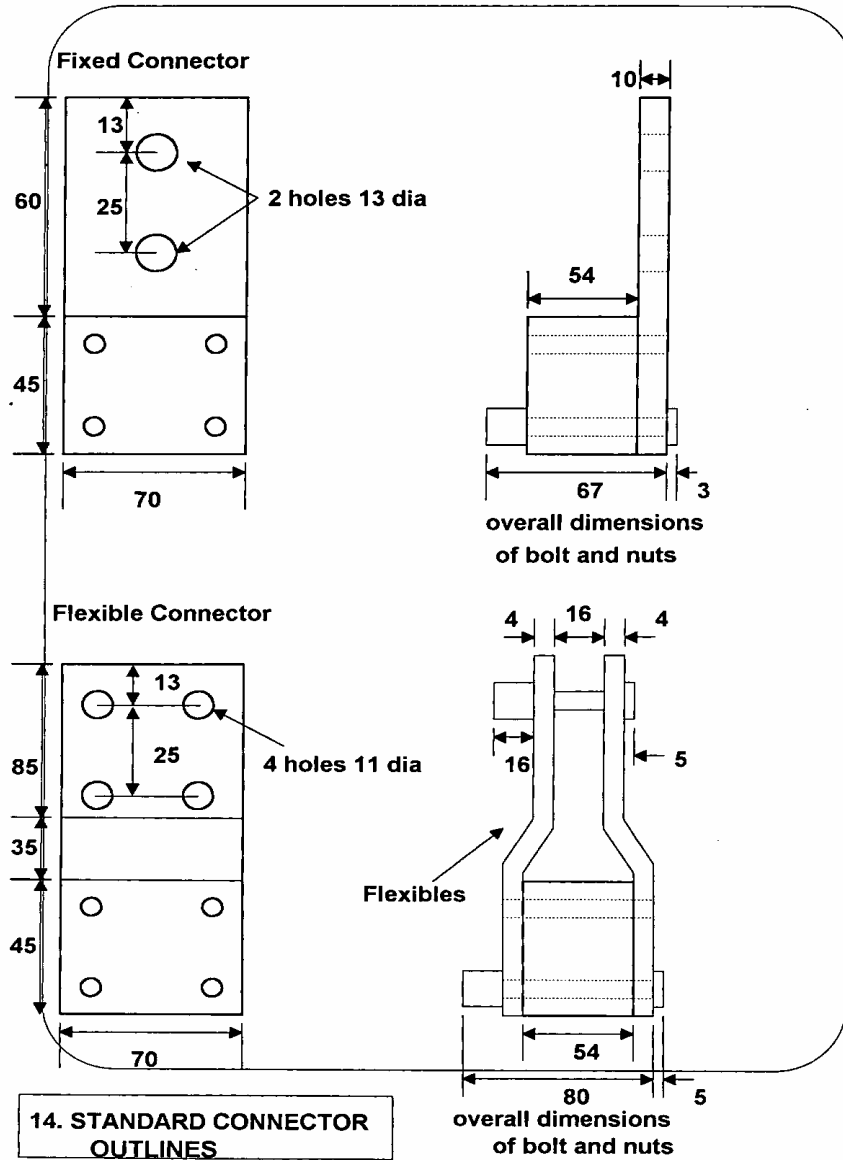 Fixed Connector
10
13
60
25
2 holes 13 dia
54
45
70
67
3
overall dimensions
of bolt and nuts
Flexible Connector
4
16
4
13
85
25
4 holes 11 dia
16
5
35
Flexibles
45
70
54
80
5
overall dimensions
of bolt and nuts
14. STANDARD CONNECTOR
OUTLINES